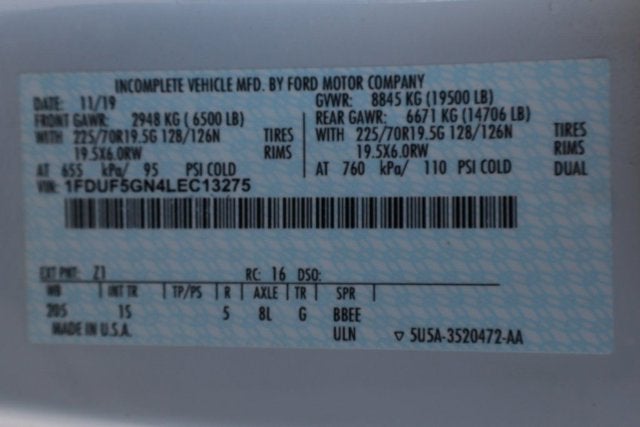 INCOMPLETE VEHICLE MFD. BY FORD MOTOR COMPANY
DATE: 11/19 GVWR: 8845 KG (19500 LB)
FRONT GAWR: 2948 KG (6500 LB) REAR GAWR: 6671 KG (14706 LB)
WITH 225/70R19.5G 128/126N TIRES WITH 225/70R19.5G 128/126N TIRES
19.5X6.0RW RIMS 19.5X6.0RW RIMS
AT 655 kPa/ 95 PSI COLD AT 760 kPa/ 110 PSI COLD DUAL
VIN: 1FDUF5GN4LEC13275
EXT PNT: Z1 RC: 16 DSO:
WB INT TR TP/PS R AXLE TR SPR
205 1S 5 8L G BBEE
MADE IN U.S.A. ULN ▽ 5U5A-3520472-AA